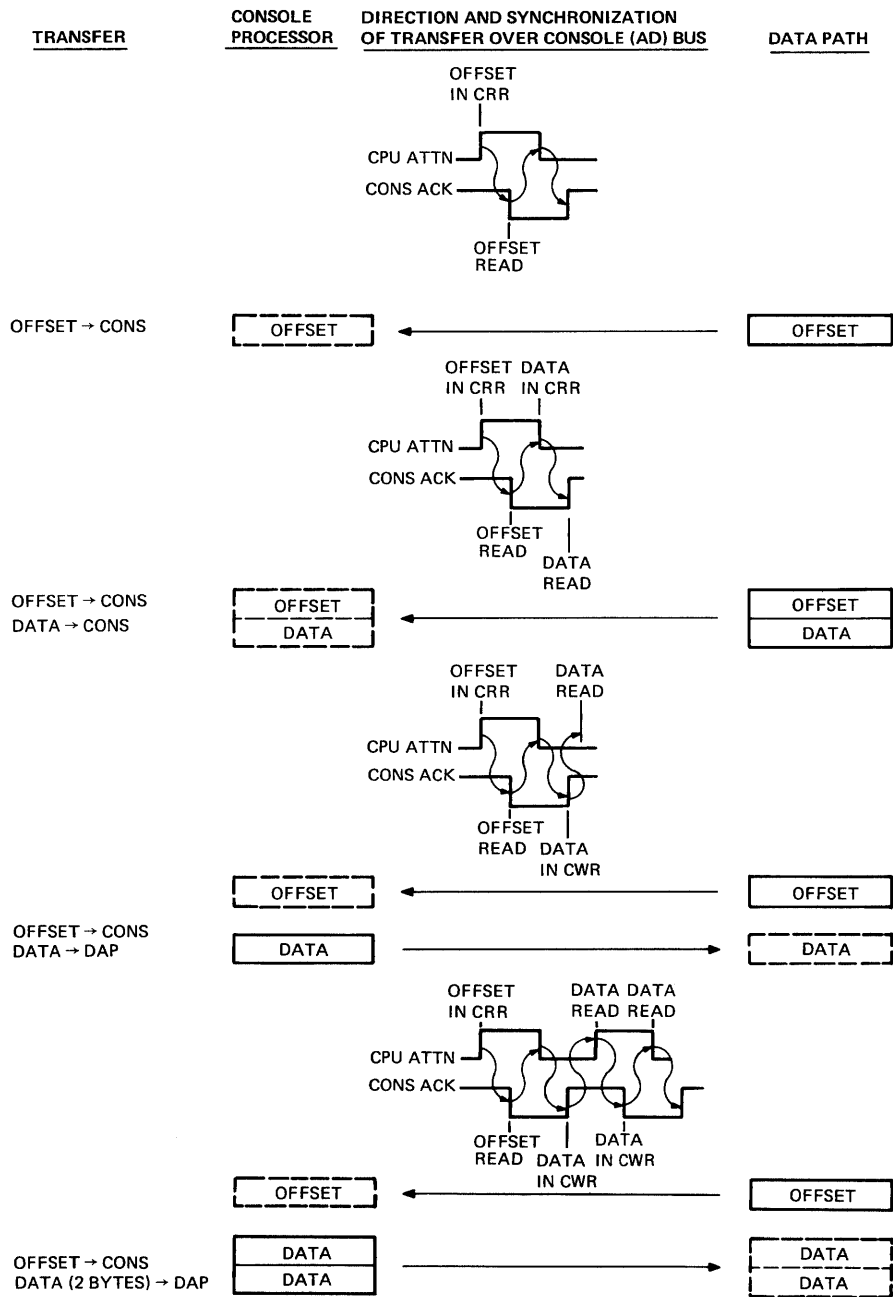 TRANSFER
CONSOLE
PROCESSOR
DIRECTION AND SYNCHRONIZATION
OF TRANSFER OVER CONSOLE (AD) BUS
DATA PATH
OFFSET
IN CRR
CPU ATTN
CONS ACK
OFFSET
READ
OFFSET → CONS
OFFSET
OFFSET
OFFSET
IN CRR
DATA
IN CRR
CPU ATTN
CONS ACK
OFFSET
READ
DATA
READ
OFFSET → CONS
DATA → CONS
OFFSET
DATA
OFFSET
DATA
OFFSET
IN CRR
DATA
READ
CPU ATTN
CONS ACK
OFFSET
READ
DATA
IN CWR
OFFSET
OFFSET
OFFSET → CONS
DATA → DAP
DATA
DATA
OFFSET
IN CRR
DATA
READ
DATA
READ
CPU ATTN
CONS ACK
OFFSET
READ
DATA
IN CWR
DATA
IN CWR
OFFSET
OFFSET
OFFSET → CONS
DATA (2 BYTES) → DAP
DATA
DATA
DATA
DATA